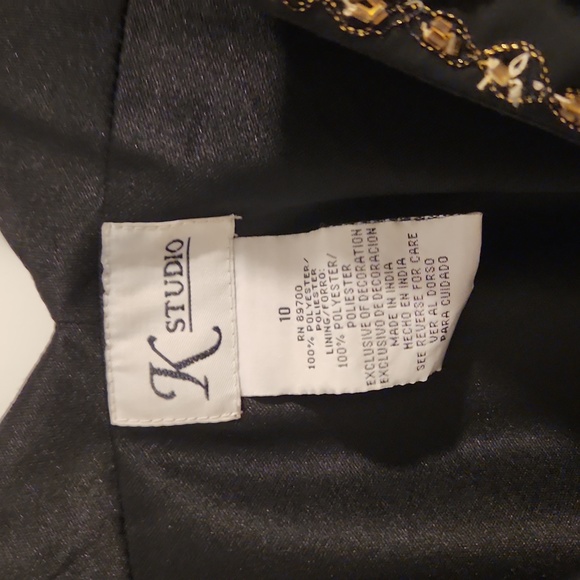 K STUDIO
10
RN 89700
100% POLYESTER/
POLIESTER
LINING/FORRO:
100% POLYESTER/
POLIESTER
EXCLUSIVE OF DECORATION
EXCLUSIVO DE DECORACION
MADE IN INDIA
HECHO EN INDIA
SEE REVERSE FOR CARE
VER AL DORSO
PARA CUIDADO